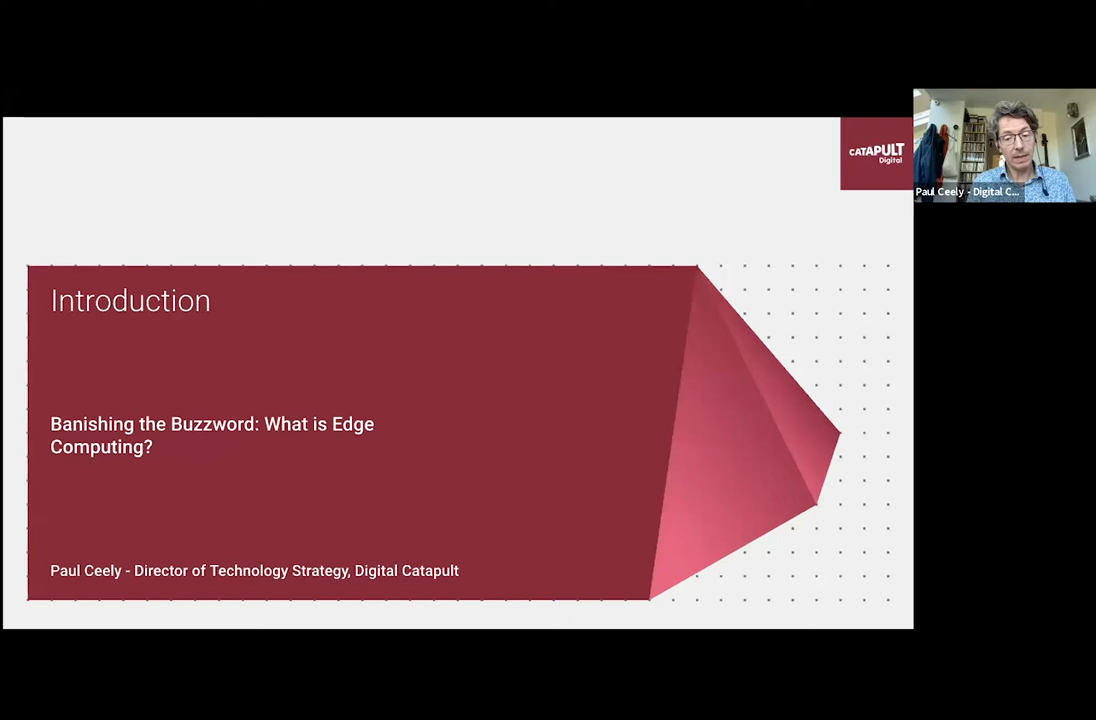 CATAPULT
Digital
Paul Ceely - Digital C...
Introduction
Banishing the Buzzword: What is Edge
Computing?
Paul Ceely - Director of Technology Strategy, Digital Catapult